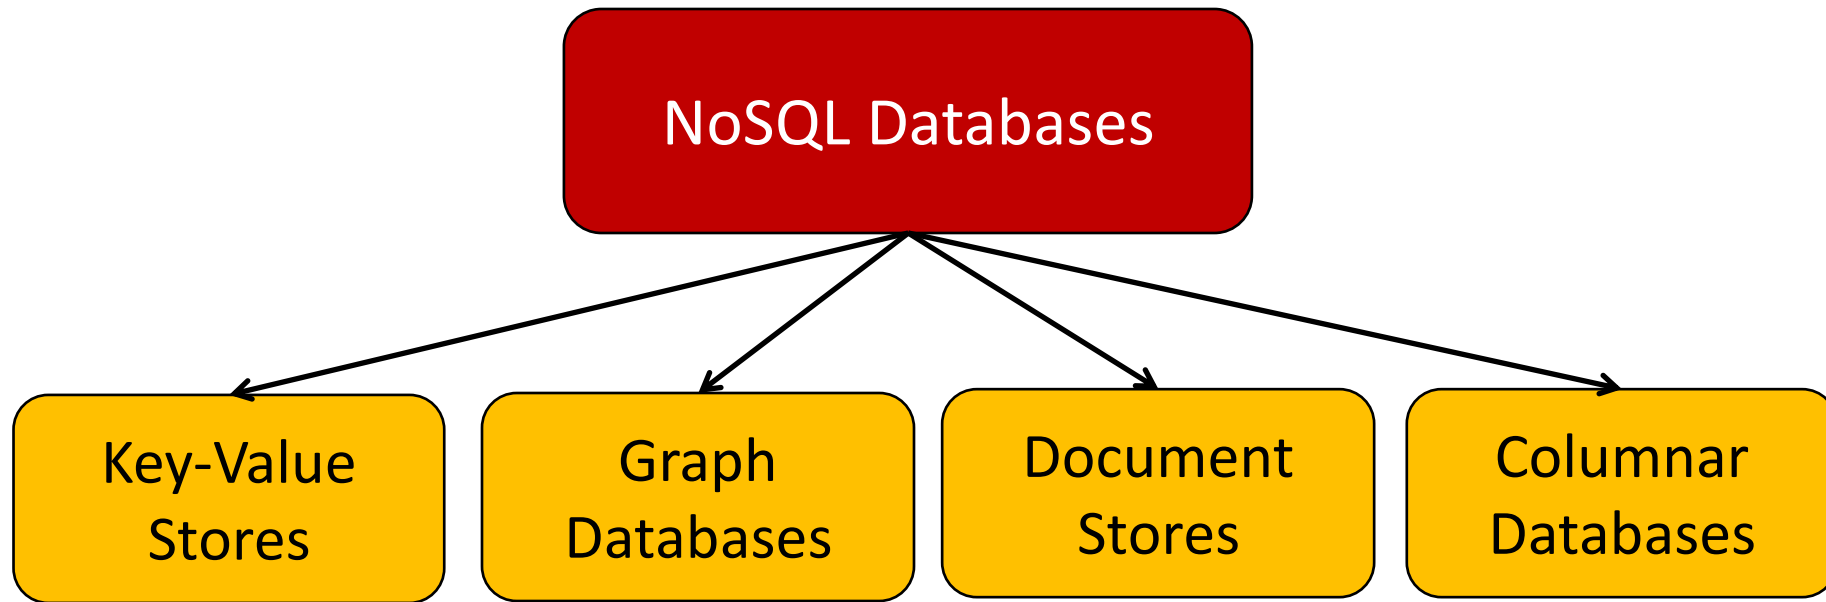 NoSQL Databases
Key-Value
Stores
Graph
Databases
Document
Stores
Columnar
Databases